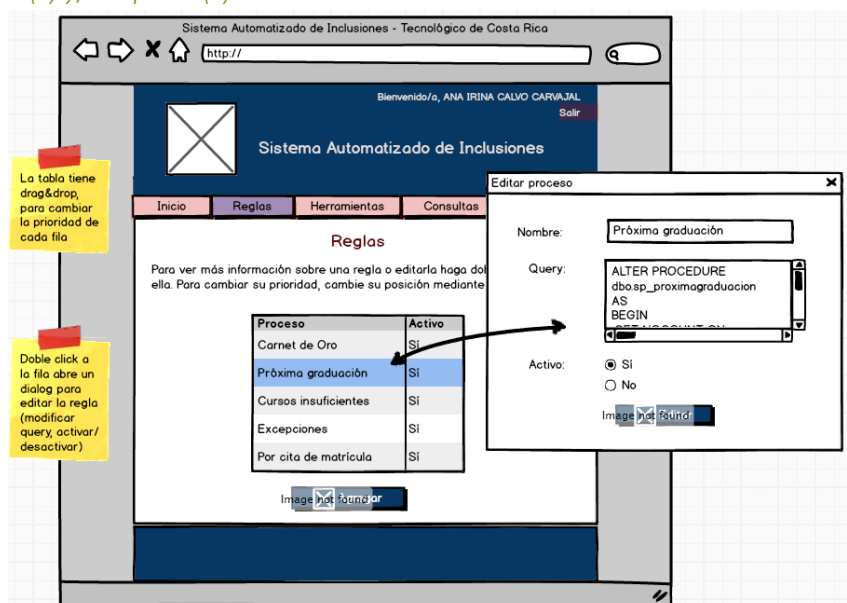 Sistema Automatizado de Inclusiones - Tecnológico de Costa Rica
http://
Bienvenido/a, ANA IRINA CALVO CARVAJAL
Salir
Sistema Automatizado de Inclusiones
La tabla tiene
drag&drop,
para cambiar
la prioridad de
cada fila
Inicio Reglas Herramientas Consultas
Reglas
Para ver más información sobre una regla o editarla haga
ella. Para cambiar su prioridad, cambie su posición mediante
Proceso Activo
Carnet de Oro Sí
Próxima graduación Sí
Cursos insuficientes Sí
Excepciones Sí
Por cita de matrícula Sí
Image not found
Doble click a
la fila abre un
dialog para
editar la regla
(modificar
query, activar/
desactivar)
Editar proceso
Nombre: Próxima graduación
Query: ALTER PROCEDURE
dbo.sp_proximagraduacion
AS
BEGIN
Activo: Sí
No
Image not found